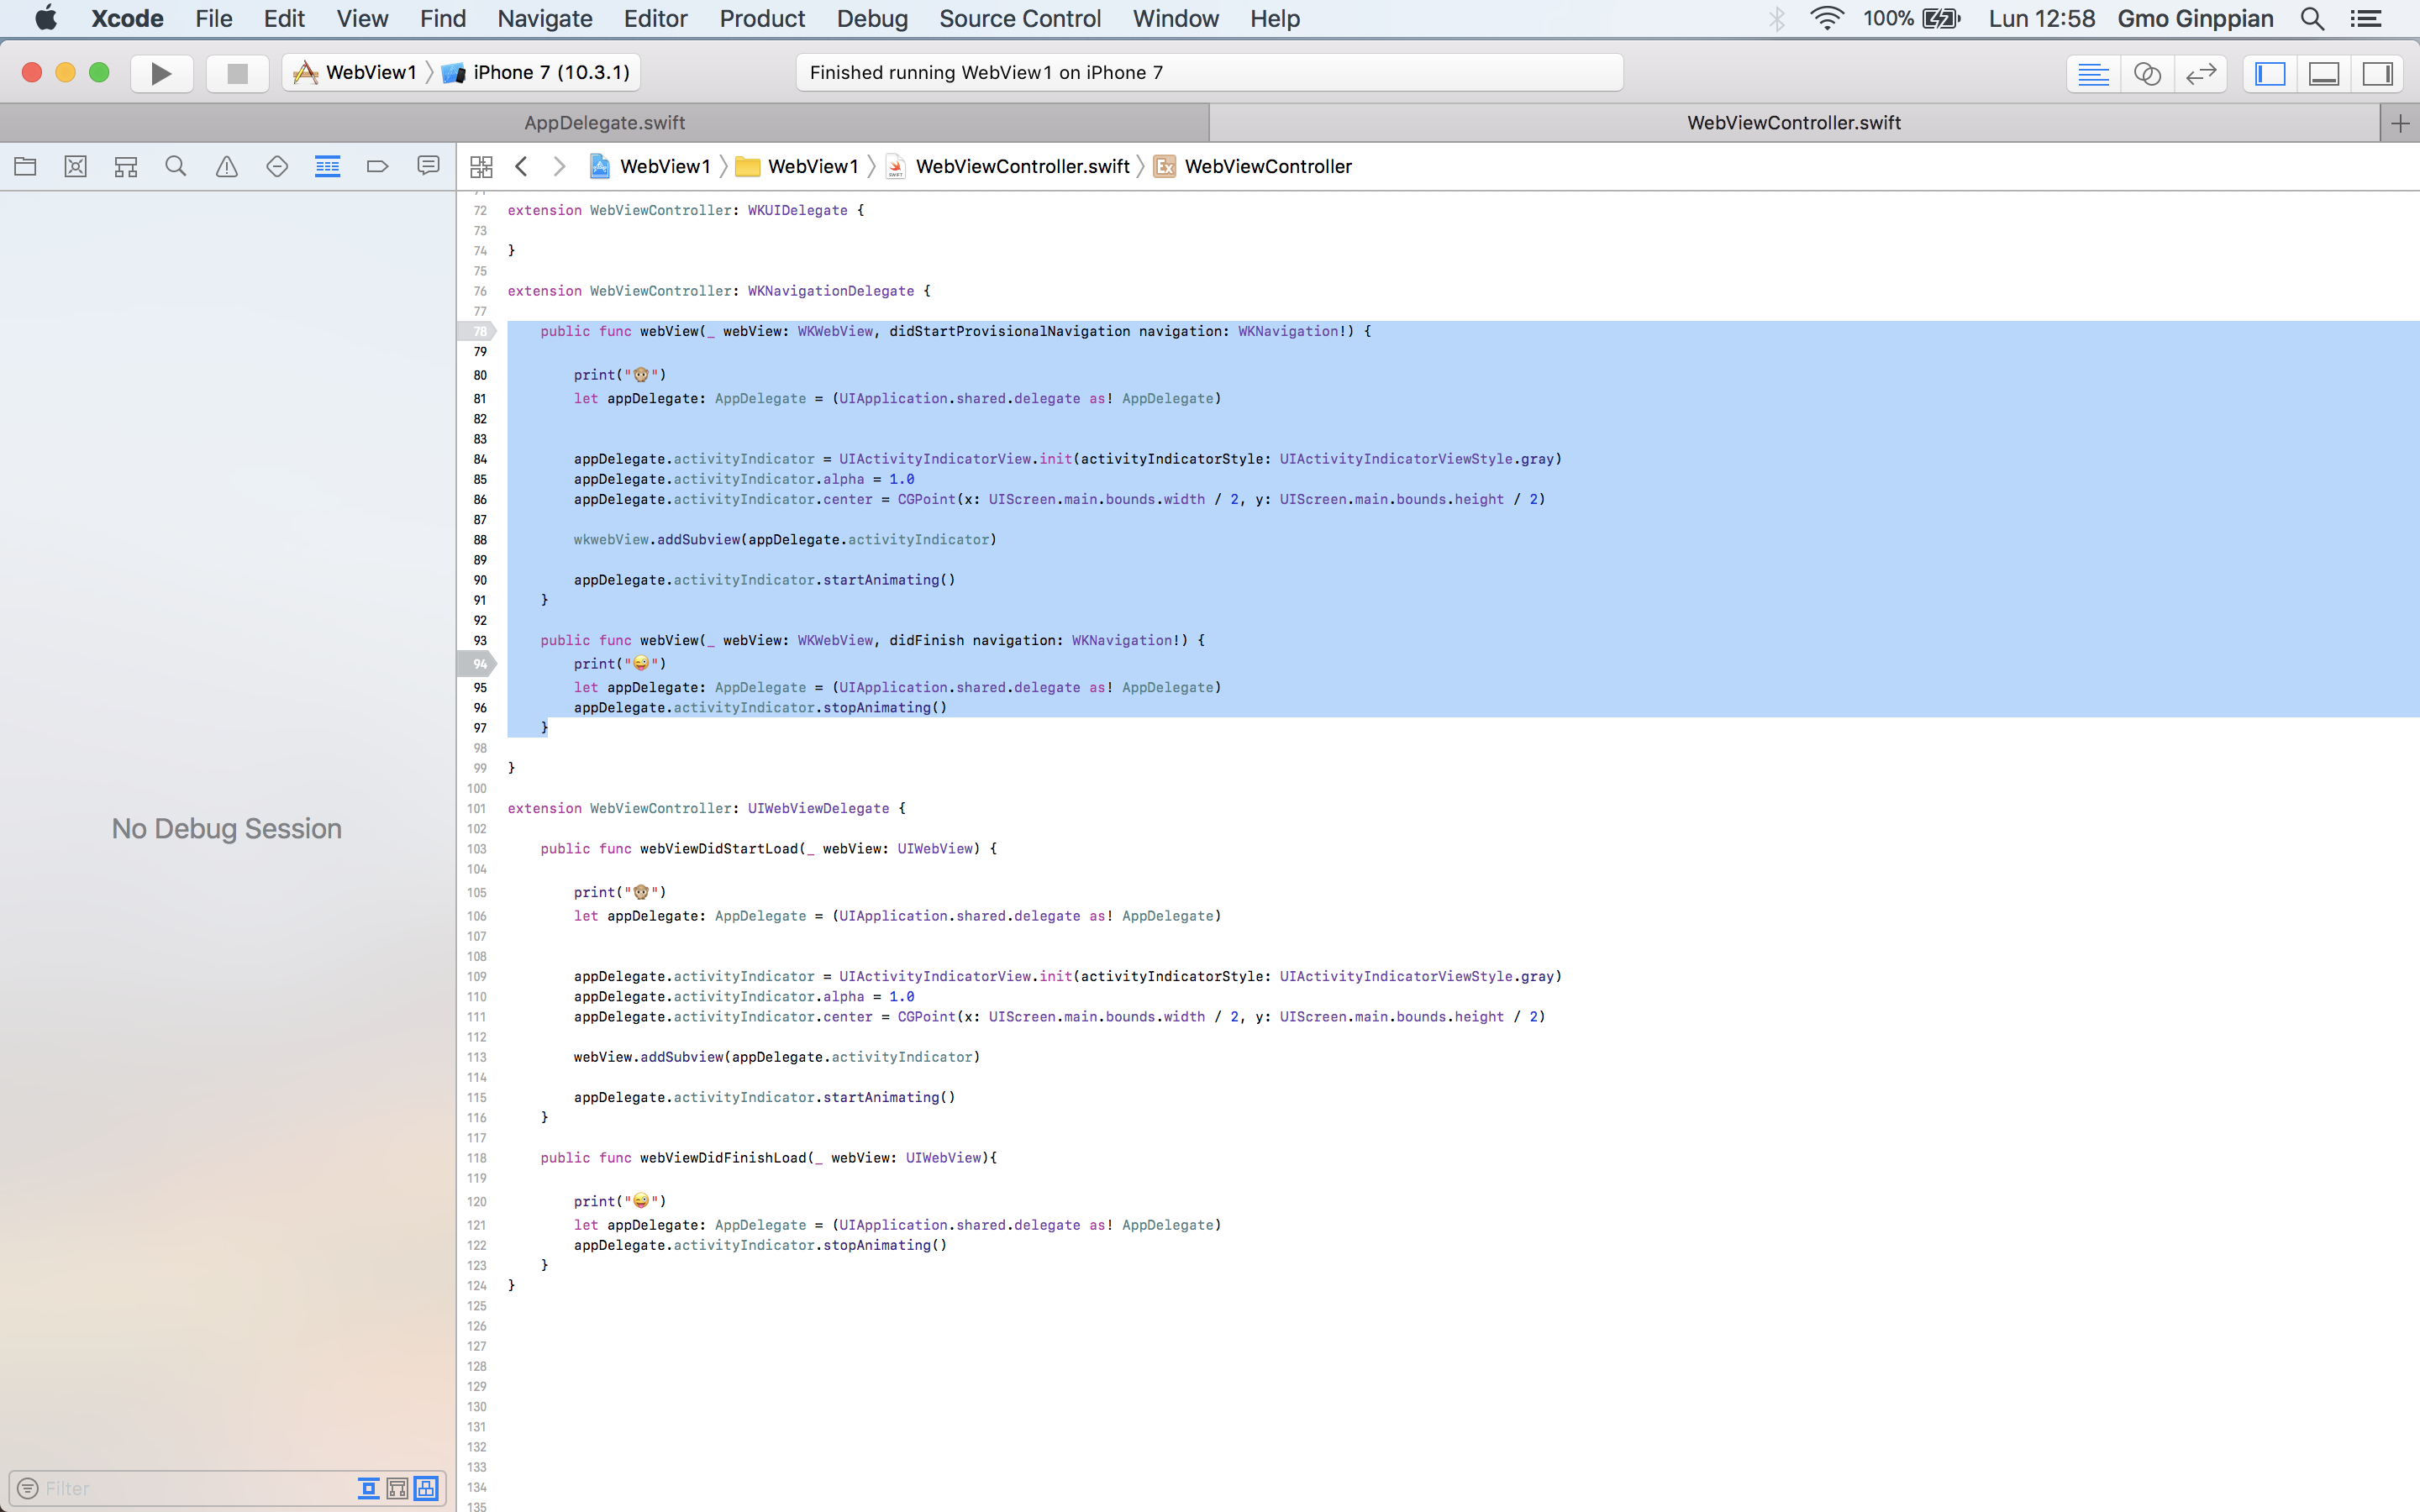 Xcode File Edit View Find Navigate Editor Product Debug Source Control Window Help 100% Lun 12:58 Gmo Ginppian
WebView1 iPhone 7 (10.3.1) Finished running WebView1 on iPhone 7
AppDelegate.swift WebViewController.swift
WebView1 WebView1 WebViewController.swift Ex WebViewController
72 extension WebViewController: WKUIDelegate {
73
74 }
75
76 extension WebViewController: WKNavigationDelegate {
77
78 public func webView(_ webView: WKWebView, didStartProvisionalNavigation navigation: WKNavigation!) {
79
80 print("🐵")
81 let appDelegate: AppDelegate = (UIApplication.shared.delegate as! AppDelegate)
82
83
84 appDelegate.activityIndicator = UIActivityIndicatorView.init(activityIndicatorStyle: UIActivityIndicatorViewStyle.gray)
85 appDelegate.activityIndicator.alpha = 1.0
86 appDelegate.activityIndicator.center = CGPoint(x: UIScreen.main.bounds.width / 2, y: UIScreen.main.bounds.height / 2)
87
88 wkwebView.addSubview(appDelegate.activityIndicator)
89
90 appDelegate.activityIndicator.startAnimating()
91 }
92
93 public func webView(_ webView: WKWebView, didFinish navigation: WKNavigation!) {
94 print("😜")
95 let appDelegate: AppDelegate = (UIApplication.shared.delegate as! AppDelegate)
96 appDelegate.activityIndicator.stopAnimating()
97 }
98
99 }
100
101 extension WebViewController: UIWebViewDelegate {
102
103 public func webViewDidStartLoad(_ webView: UIWebView) {
104
105 print("🐵")
106 let appDelegate: AppDelegate = (UIApplication.shared.delegate as! AppDelegate)
107
108
109 appDelegate.activityIndicator = UIActivityIndicatorView.init(activityIndicatorStyle: UIActivityIndicatorViewStyle.gray)
110 appDelegate.activityIndicator.alpha = 1.0
111 appDelegate.activityIndicator.center = CGPoint(x: UIScreen.main.bounds.width / 2, y: UIScreen.main.bounds.height / 2)
112
113 webView.addSubview(appDelegate.activityIndicator)
114
115 appDelegate.activityIndicator.startAnimating()
116 }
117
118 public func webViewDidFinishLoad(_ webView: UIWebView){
119
120 print("😜")
121 let appDelegate: AppDelegate = (UIApplication.shared.delegate as! AppDelegate)
122 appDelegate.activityIndicator.stopAnimating()
123 }
124 }
125
126
127
128
129
130
131
132
133
134
135
No Debug Session
Filter